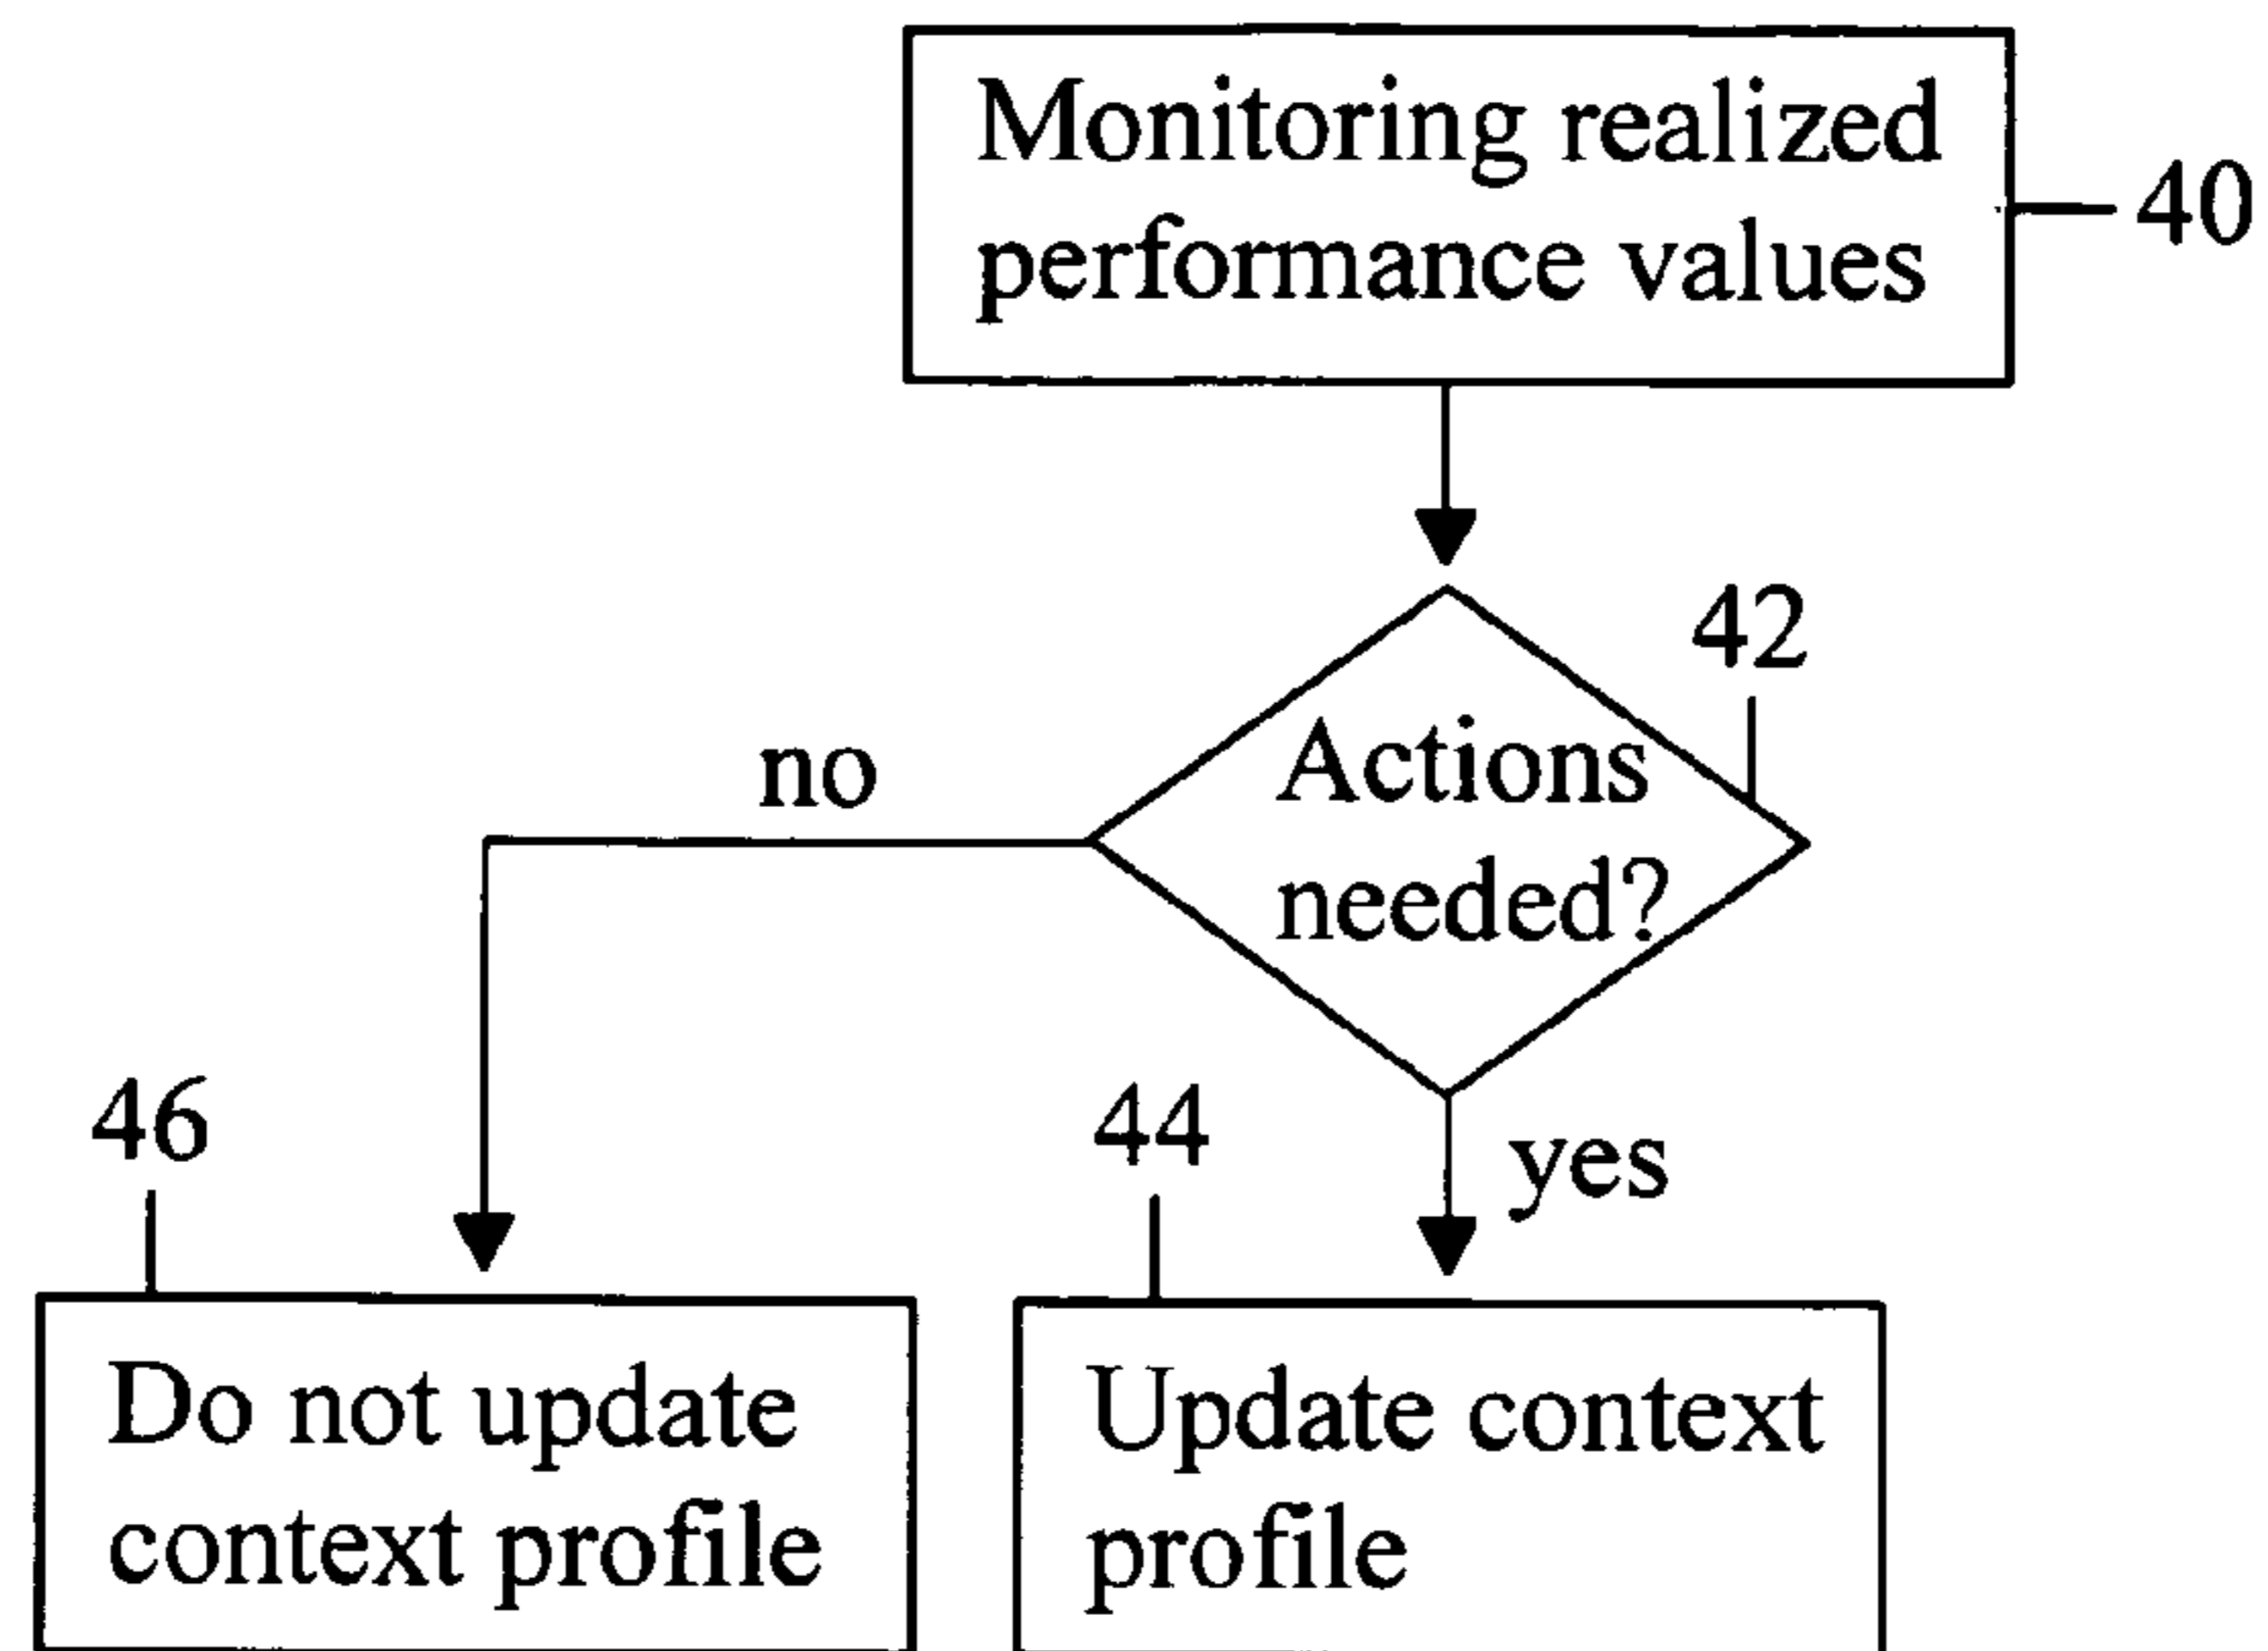 Monitoring realized
performance values
40
42
Actions
needed?
no
yes
46
44
Do not update
context profile
Update context
profile